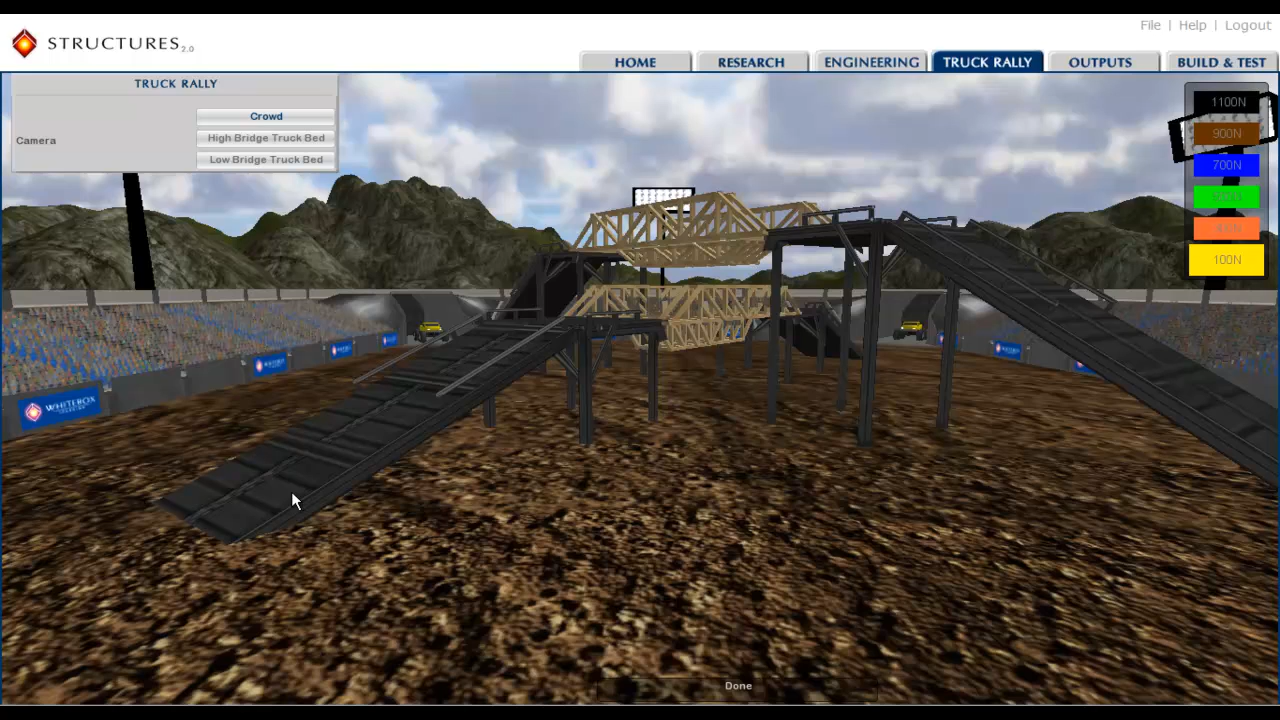 File | Help | Logout
STRUCTURES 2.0
HOME
RESEARCH
ENGINEERING
TRUCK RALLY
OUTPUTS
BUILD & TEST
TRUCK RALLY
Camera
Crowd
High Bridge Truck Bed
Low Bridge Truck Bed
1100N
900N
700N
100N
WHITEBOX
Done